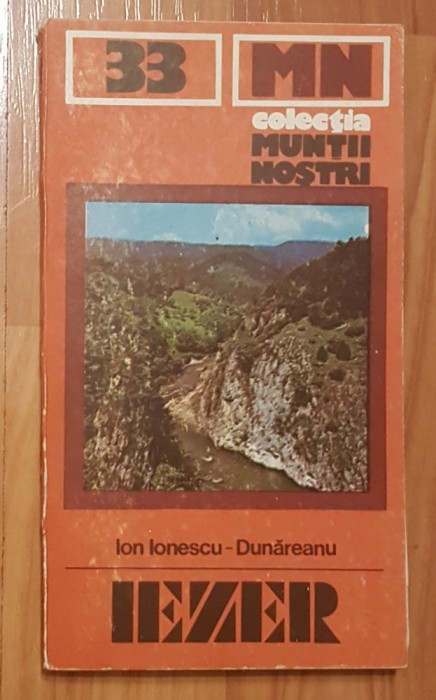 33 MN
colecția
MUNȚII
NOȘTRI
Ion Ionescu - Dunăreanu
IEZER